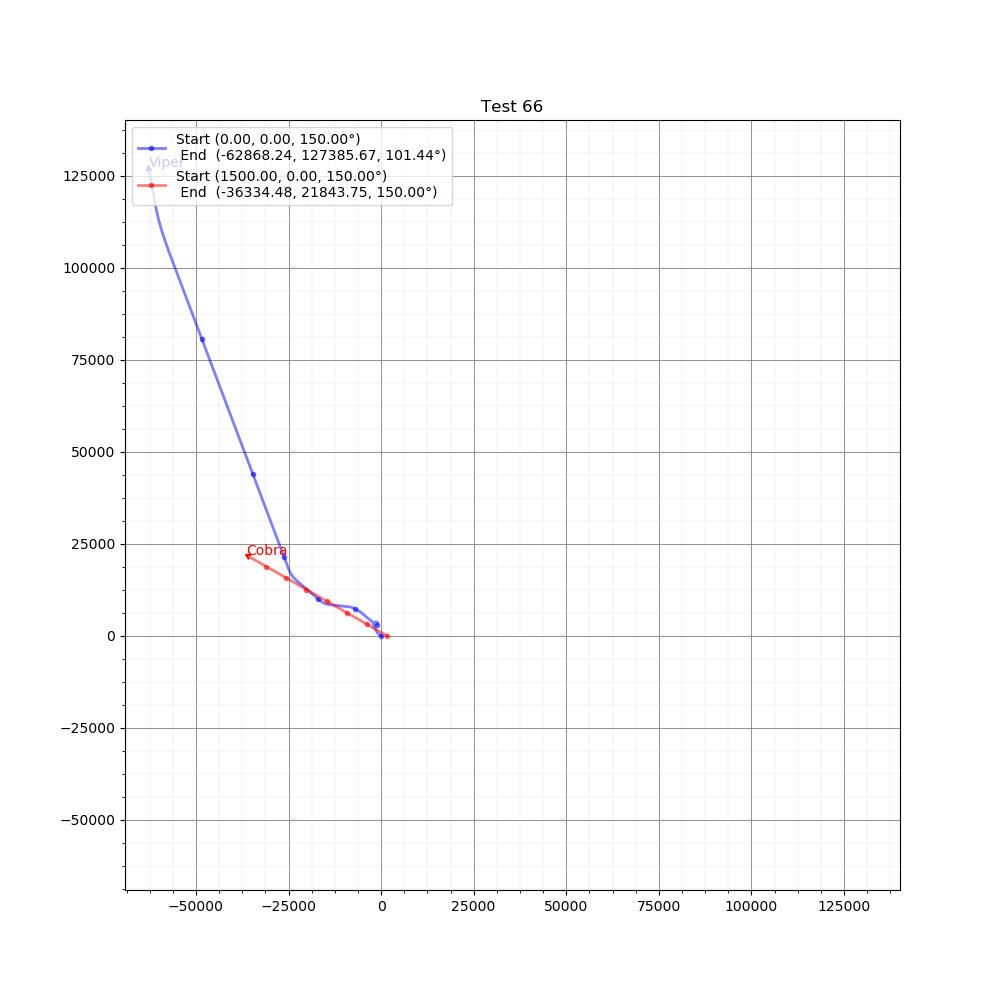 Test 66
Start (0.00, 0.00, 150.00°)
End (-62868.24, 127385.67, 101.44°)
Viper
Start (1500.00, 0.00, 150.00°)
End (-36334.48, 21843.75, 150.00°)
125000
100000
75000
50000
25000
Cobra
0
−25000
−50000
−50000 −25000 0 25000 50000 75000 100000 125000